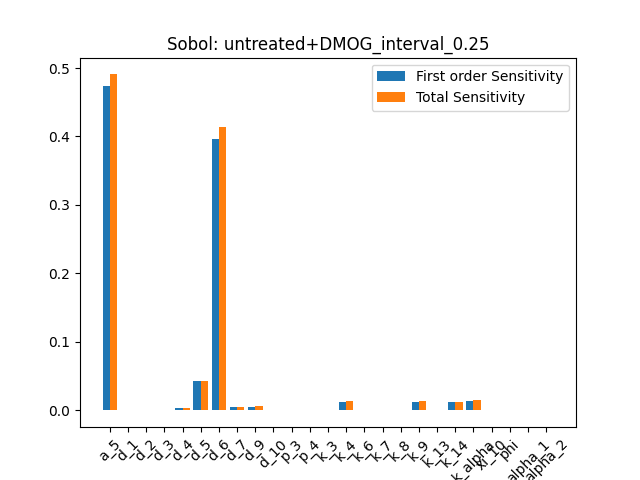 Sobol: untreated+DMOG_interval_0.25
First order Sensitivity
Total Sensitivity
0.5
0.4
0.3
0.2
0.1
0.0
a_5
d_1
d_2
d_3
d_4
d_5
d_6
d_7
d_9
d_10
p_3
p_4
k_3
k_4
k_6
k_7
k_8
k_9
k_13
k_14
k_alpha
xi_10
phi
alpha_1
alpha_2